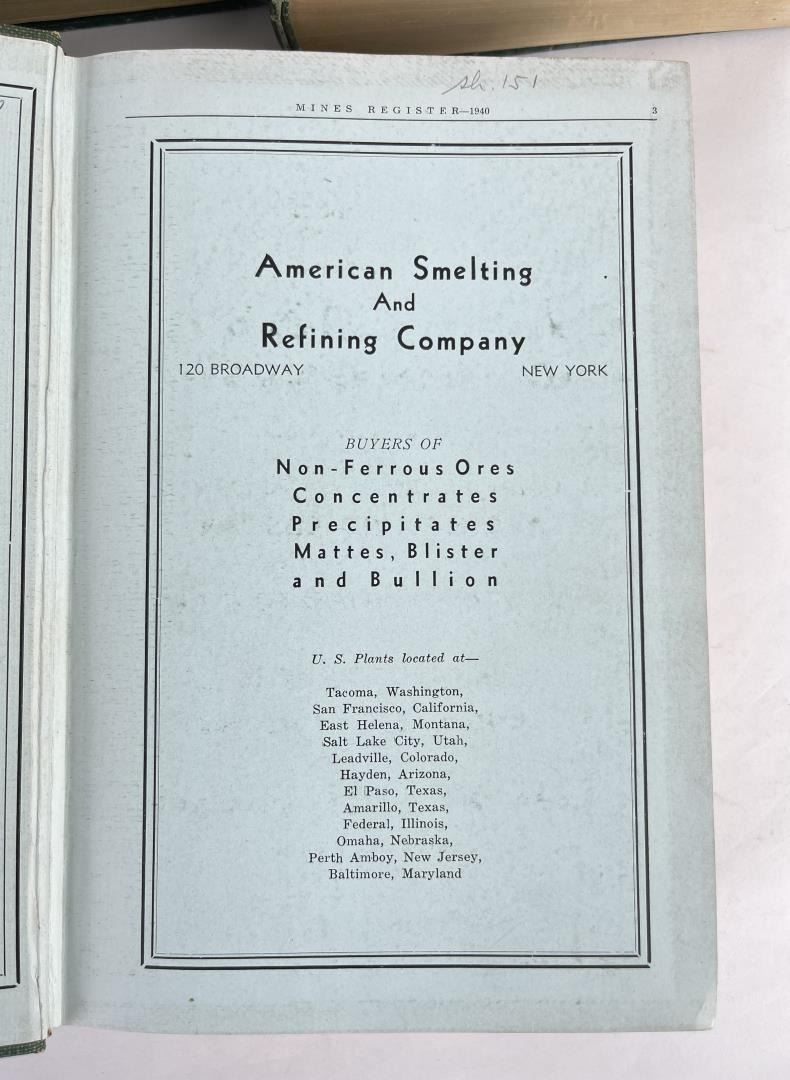 sh. 151
MINES REGISTER—1940 3
American Smelting
And
Refining Company
120 BROADWAY NEW YORK
BUYERS OF
Non-Ferrous Ores
Concentrates
Precipitates
Mattes, Blister
and Bullion
U. S. Plants located at—
Tacoma, Washington,
San Francisco, California,
East Helena, Montana,
Salt Lake City, Utah,
Leadville, Colorado,
Hayden, Arizona,
El Paso, Texas,
Amarillo, Texas,
Federal, Illinois,
Omaha, Nebraska,
Perth Amboy, New Jersey,
Baltimore, Maryland